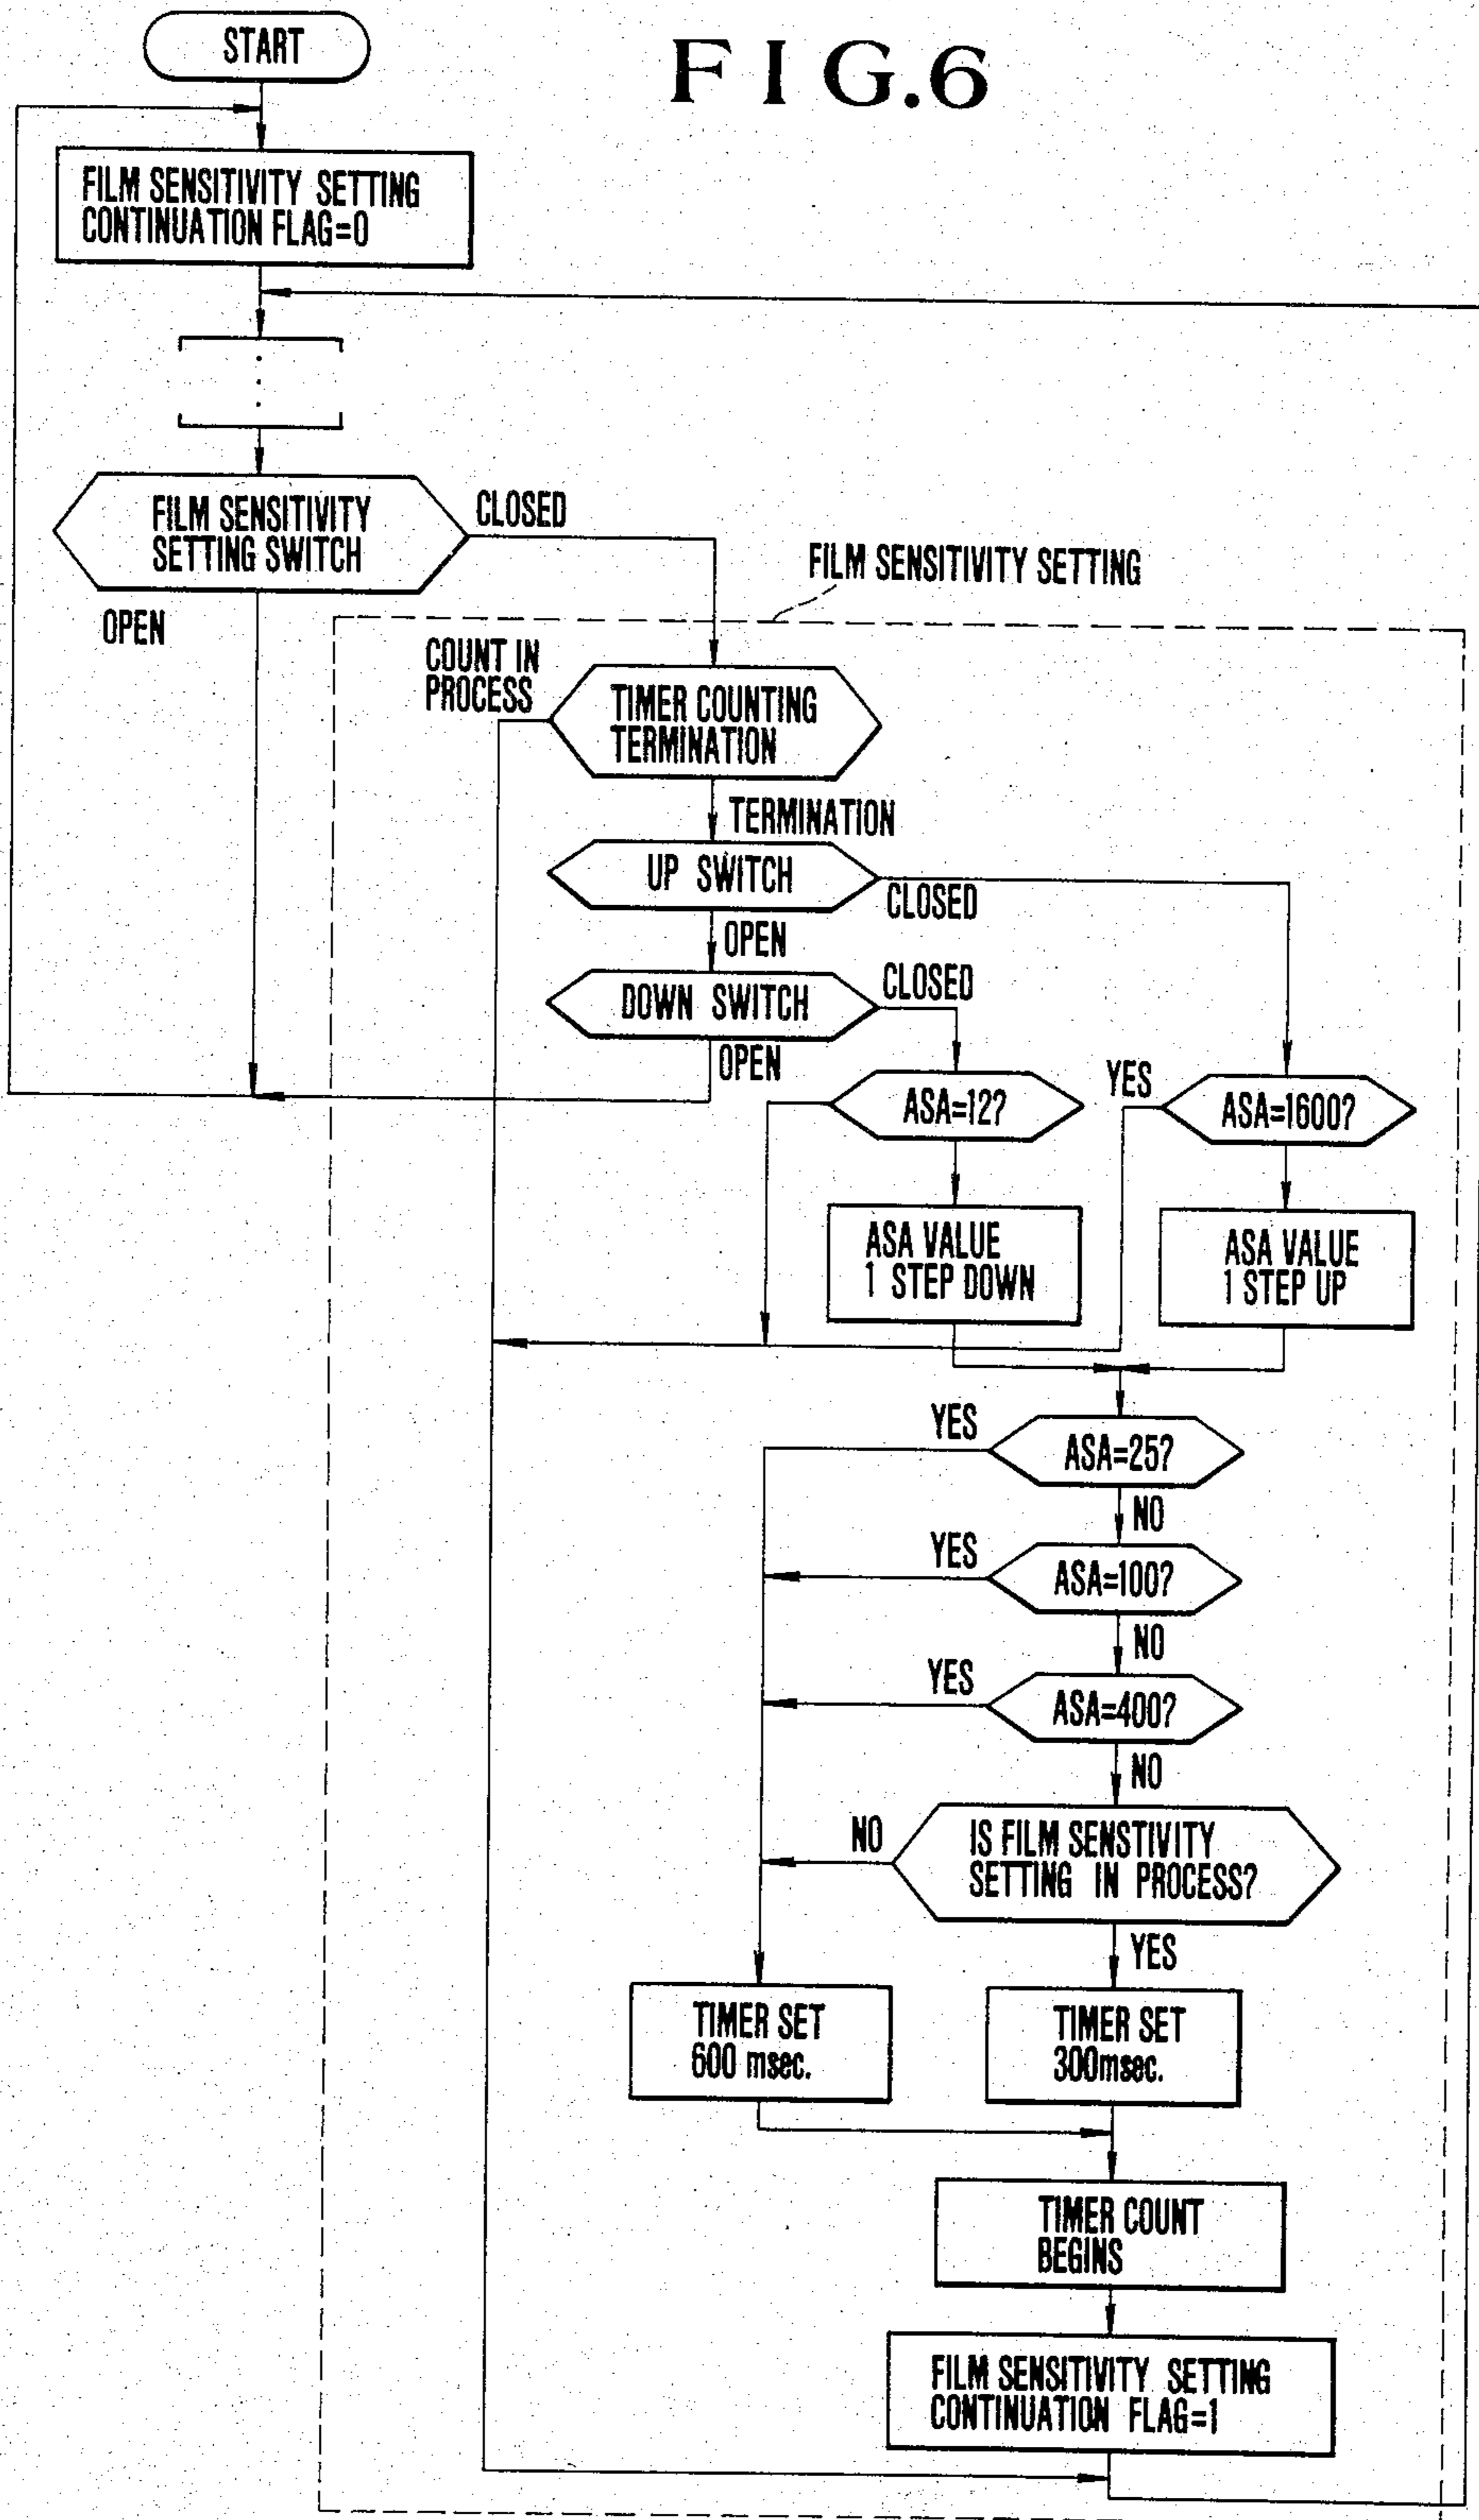 START
FIG.6
FILM SENSITIVITY SETTING
CONTINUATION FLAG=0
FILM SENSITIVITY
SETTING SWITCH
CLOSED
OPEN
FILM SENSITIVITY SETTING
COUNT IN
PROCESS
TIMER COUNTING
TERMINATION
TERMINATION
UP SWITCH
CLOSED
OPEN
DOWN SWITCH
CLOSED
OPEN
ASA=12?
YES
ASA=1600?
ASA VALUE
1 STEP DOWN
ASA VALUE
1 STEP UP
YES
ASA=25?
NO
YES
ASA=100?
NO
YES
ASA=400?
NO
NO
IS FILM SENSTIVITY
SETTING IN PROCESS?
YES
TIMER SET
600 msec.
TIMER SET
300msec.
TIMER COUNT
BEGINS
FILM SENSITIVITY SETTING
CONTINUATION FLAG=1